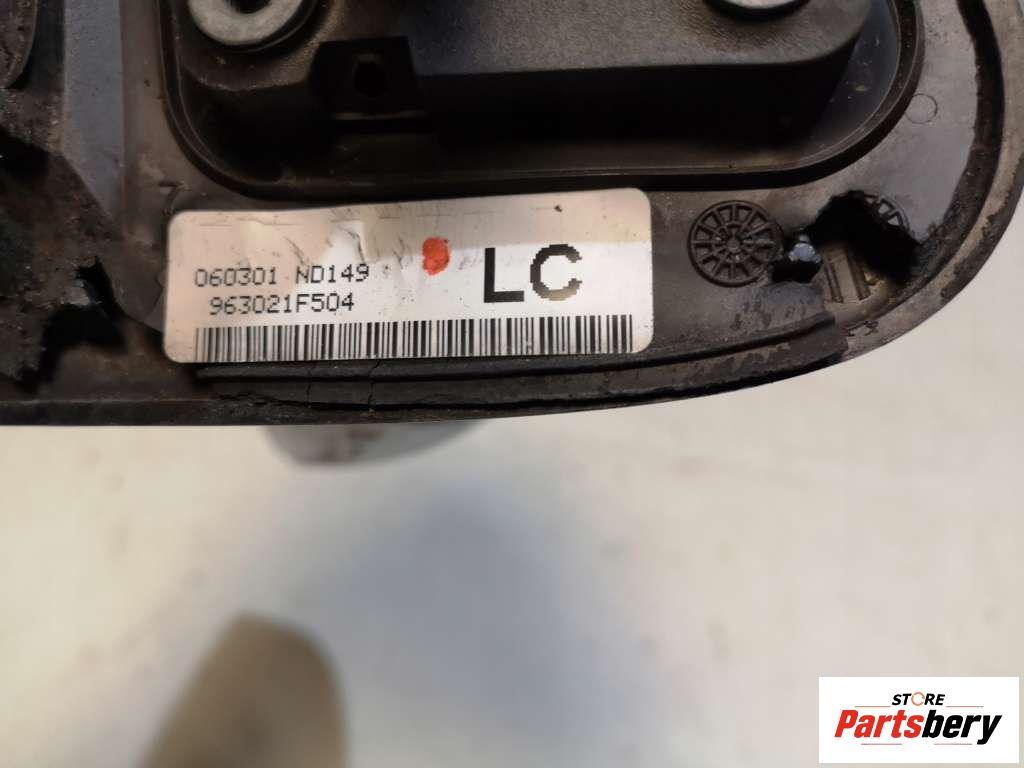 060301 ND149
963021F504
LC
STORE
Partsbery